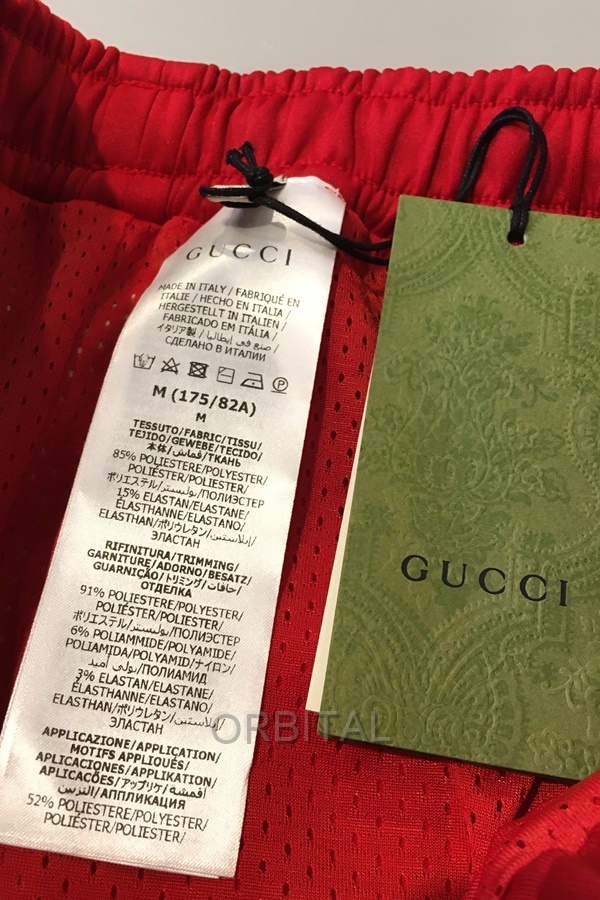 GUCCI
MADE IN ITALY / FABRIQUÉ EN
ITALIE / HECHO EN ITALIA /
HERGESTELLT IN ITALIEN /
FABRICADO EM ITÁLIA /
イタリア製 / صنع في إيطاليا /
СДЕЛАНО В ИТАЛИИ
M (175/82A)
M
TESSUTO/FABRIC/TISSU/
TEJIDO/GEWEBE/TECIDO/
本体/قماش/ТКАНЬ
85% POLIESTERE/POLYESTER/
POLIÉSTER/POLIESTER/
ポリエステル/بوليستر/ПОЛИЭСТЕР
15% ELASTAN/ELASTANE/
ÉLASTHANNE/ELASTANO/
ELASTHAN/ポリウレタン/إيلاستين/
ЭЛАСТАН
RIFINITURA/TRIMMING/
GARNITURE/ADORNO/BESATZ/
GUARNIÇÃO/トリミング/حافات/
ОТДЕЛКА
91% POLIESTERE/POLYESTER/
POLIÉSTER/POLIESTER/
ポリエステル/بوليستر/ПОЛИЭСТЕР
6% POLIAMMIDE/POLYAMIDE/
POLIAMIDA/POLYAMID/ナイロン/
بولي أميد/ПОЛИАМИД
3% ELASTAN/ELASTANE/
ÉLASTHANNE/ELASTANO/
ELASTHAN/ポリウレタン/إيلاستين/
ЭЛАСТАН
APPLICAZIONE/APPLICATION/
MOTIFS APPLIQUÉS/
APLICACIONES/APPLIKATION/
APLICAÇÕES/アップリケ/أقمشة
التزيين/АППЛИКАЦИЯ
52% POLIESTERE/POLYESTER/
POLIÉSTER/POLIESTER/
GUCCI
ORBITAL